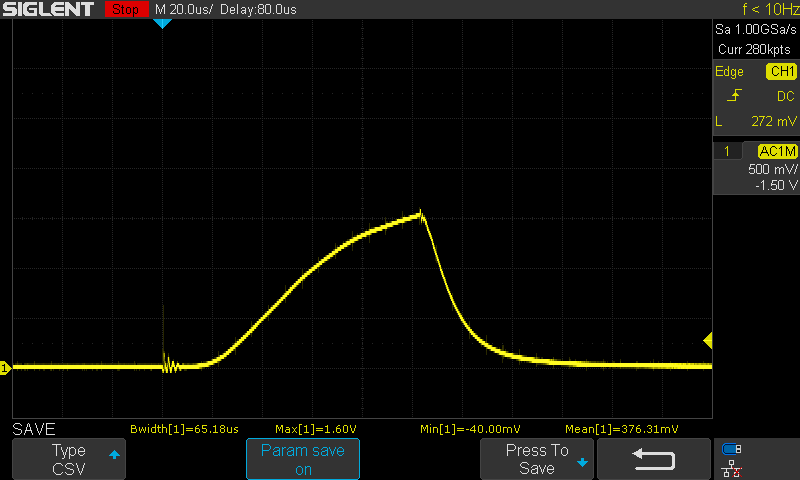 SIGLENT Stop M 20.0us/ Delay:80.0us f < 10Hz
Sa 1.00GSa/s
Curr 280kpts
Edge CH1
DC
L 272 mV
1 AC1M
500 mV/
-1.50 V
1
SAVE Bwidth[1]=65.18us Max[1]=1.60V Min[1]=-40.00mV Mean[1]=376.31mV
Type
CSV
Param save
on
Press To
Save